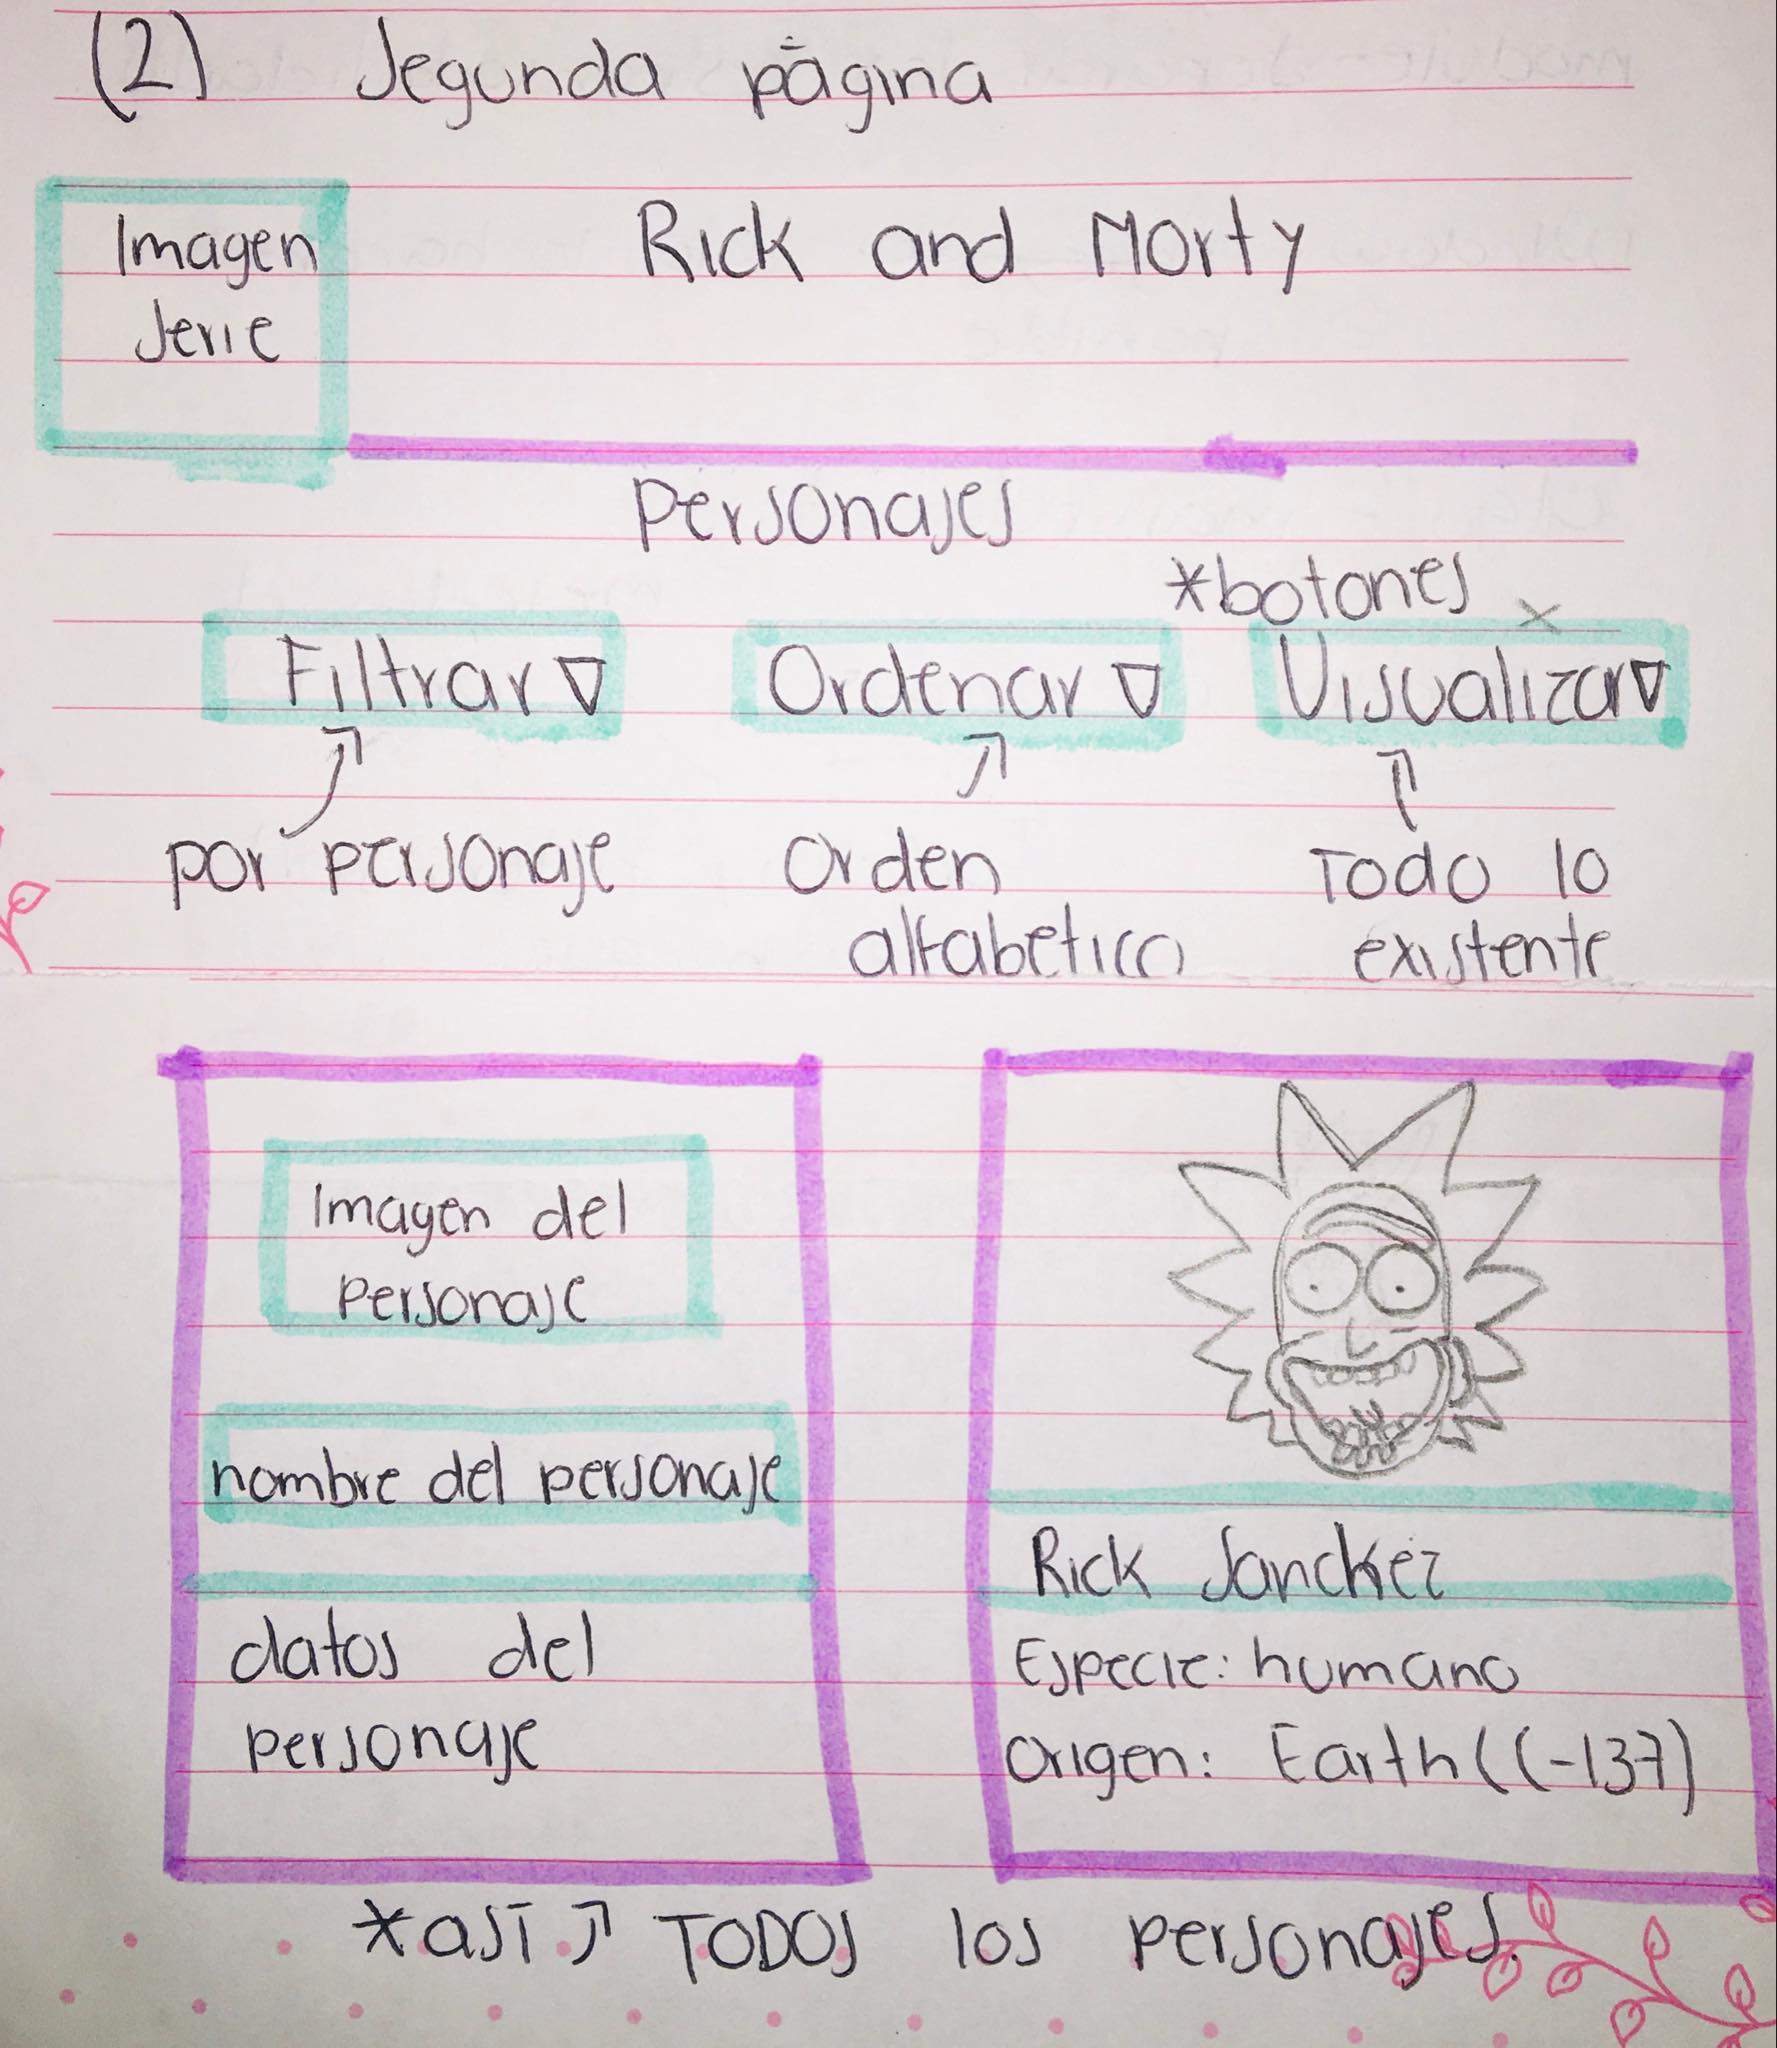 (2) Segunda página
Imagen
Serie
Rick and Morty
Personajes
*botones x
Filtrar ▽ Ordenar ▽ Visualizar▽
por personaje
Orden
alfabetico
Todo lo
existente
Imagen del
Personaje
nombre del personaje
datos del
personaje
Rick Sanchez
Especie: humano
Origen: Earth (C-137)
*así ↗ TODOS los personajes.